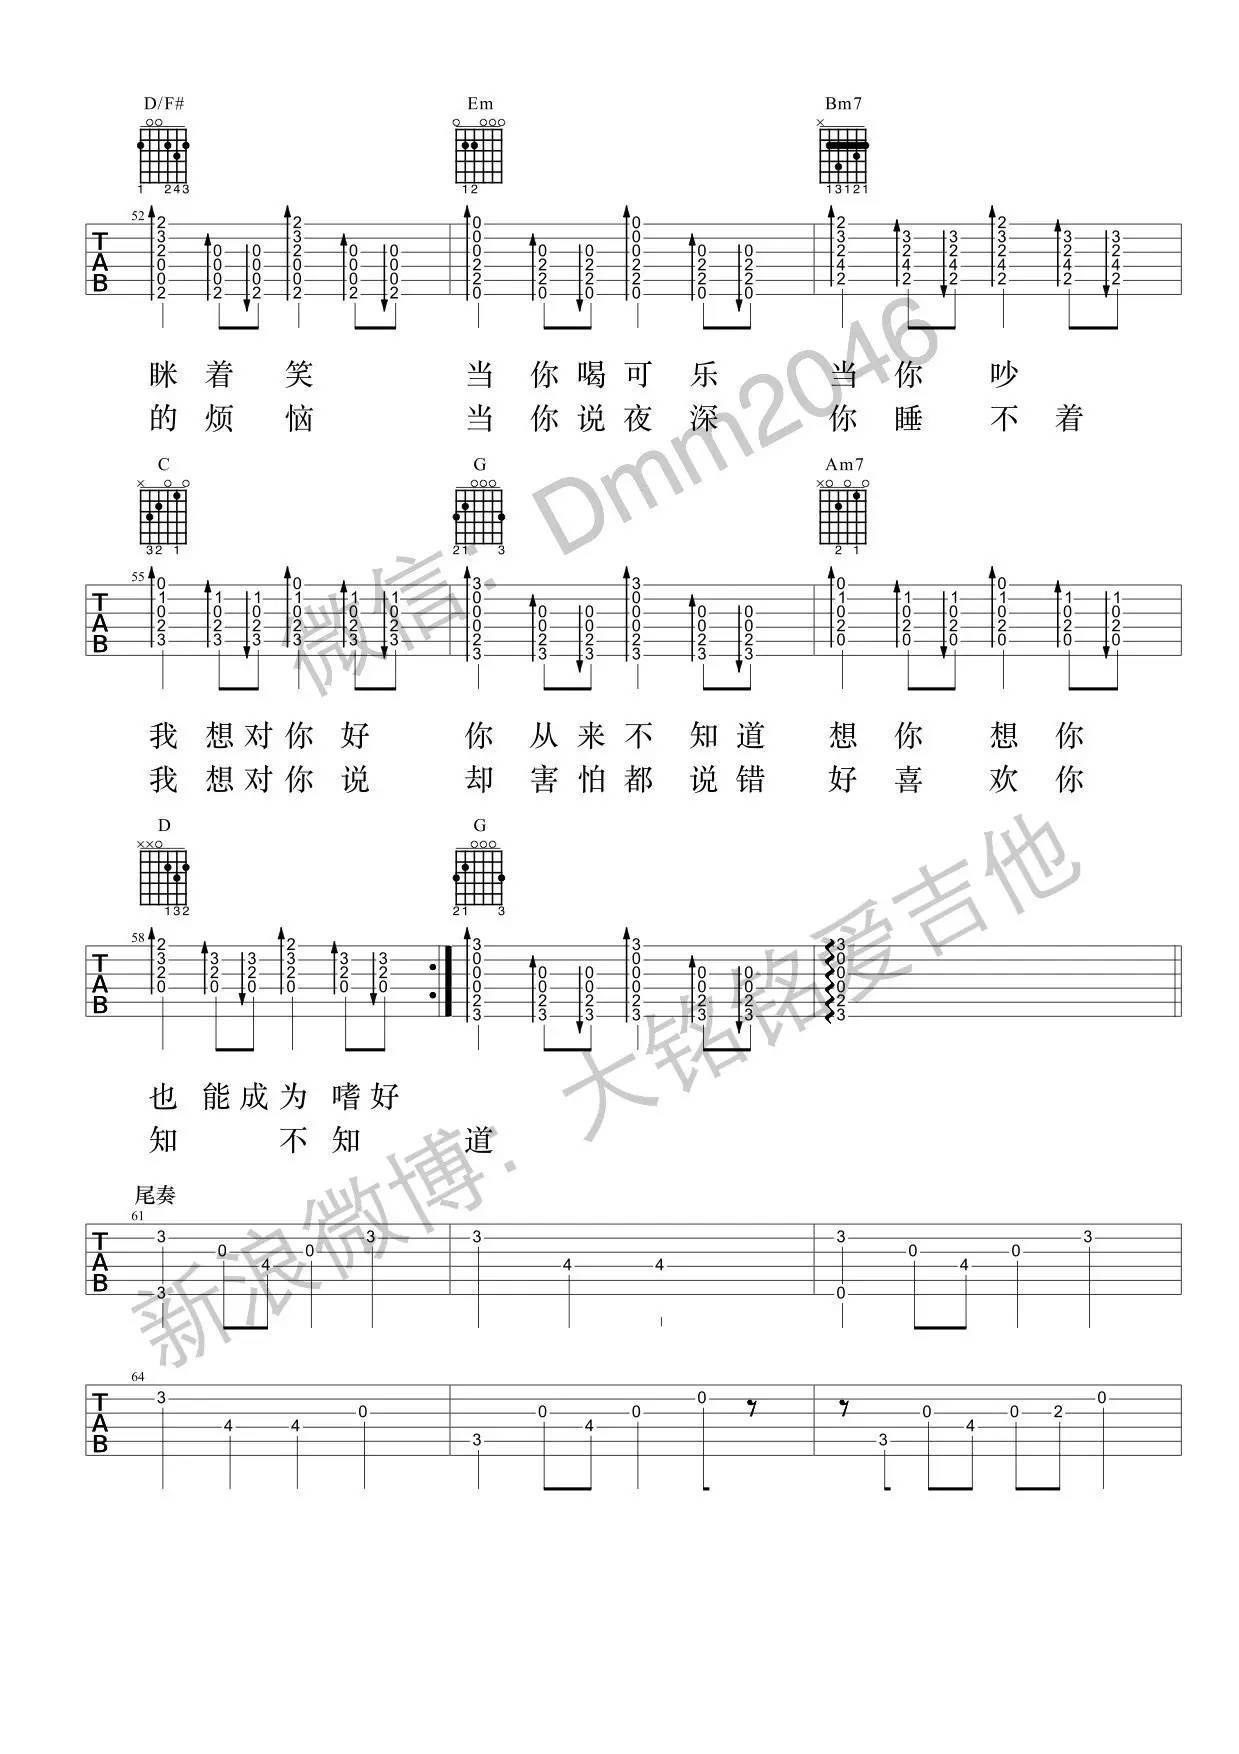 D/F# Em Bm7
1 243 12 13121
52
眯着笑 当你喝可乐 当你吵
的烦恼 当你说夜深 你睡不着
C G Am7
32 1 21 3 2 1
55
我想对你好 你从来不知道 想你想你
我想对你说 却害怕都说错 好喜欢你
D G
132 21 3
58
也能成为嗜好
知不知道
尾奏
61
64
微信：Dmm2046
新浪微博：大铭铭爱吉他